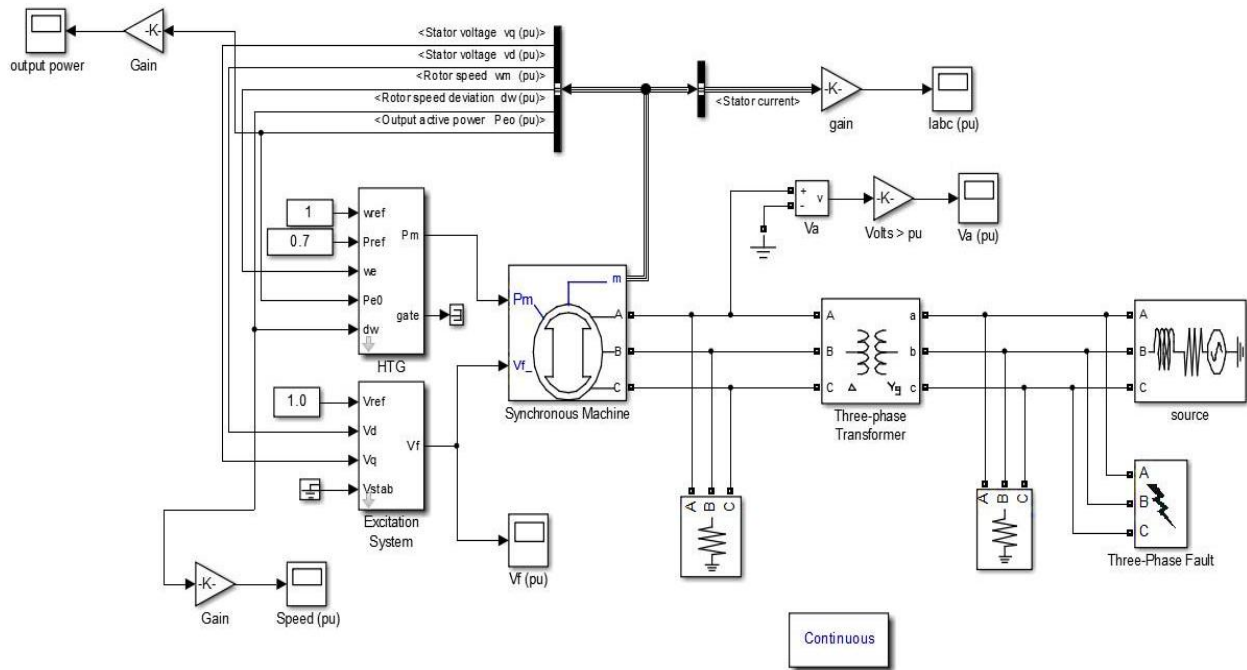 output power
-K-
Gain
<Stator voltage vq (pu)>
<Stator voltage vd (pu)>
<Rotor speed wm (pu)>
<Rotor speed deviation dw (pu)>
<Output active power Peo (pu)>
<Stator current>
-K-
gain
Iabc (pu)
+
-
v
Va
-K-
Volts > pu
Va (pu)
1
0.7
wref
Pref
we
Pe0
dw
Pm
gate
HTG
1.0
Vref
Vd
Vq
Vstab
Vf
Excitation
System
Pm
Vf_
m
A
B
C
Synchronous Machine
A
B
C
a
b
c
Δ
Yg
Three-phase
Transformer
A
B
C
source
A B C
A B C
A
B
C
Three-Phase Fault
Vf (pu)
-K-
Gain
Speed (pu)
Continuous